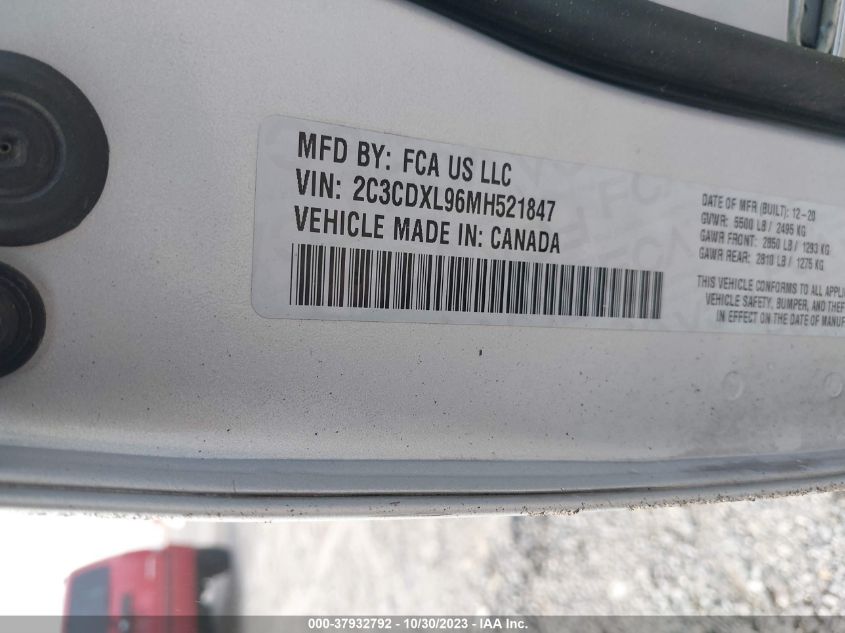 MFD BY: FCA US LLC
VIN: 2C3CDXL96MH521847
VEHICLE MADE IN: CANADA
DATE OF MFR (BUILT): 12-20
GVWR: 5500 LB / 2495 KG
GAWR FRONT: 2850 LB / 1293 KG
GAWR REAR: 2810 LB / 1275 KG
THIS VEHICLE CONFORMS TO ALL APPLI
VEHICLE SAFETY, BUMPER, AND THEF
IN EFFECT ON THE DATE OF MANUF
000-37932792 - 10/30/2023 - IAA Inc.